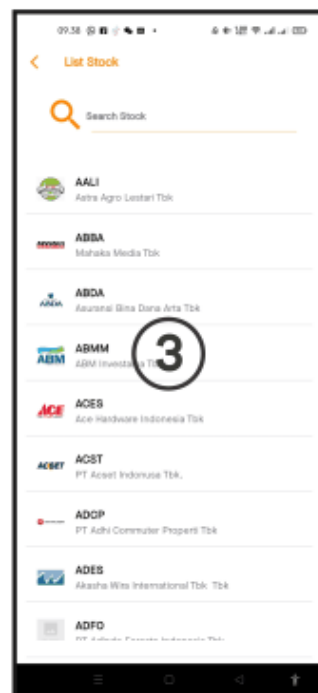 09.38
List Stock
Search Stock
AALI
Astra Agro Lestari Tbk
ABBA
Mahaka Media Tbk
ABDA
Asuransi Bina Dana Arta Tbk
ABMM
ABM Investama
3
ACES
Ace Hardware Indonesia Tbk
ACST
PT Acset Indonusa Tbk.
ADCP
PT Adhi Commuter Properti Tbk
ADES
Akasha Wira International Tbk Tbk
ADFO